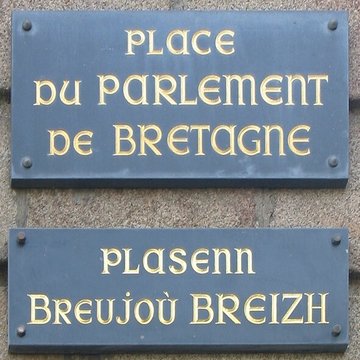 PLACE
DU PARLEMENT
DE BRETAGNE
PLASENN
BREUJOÙ BREIZH